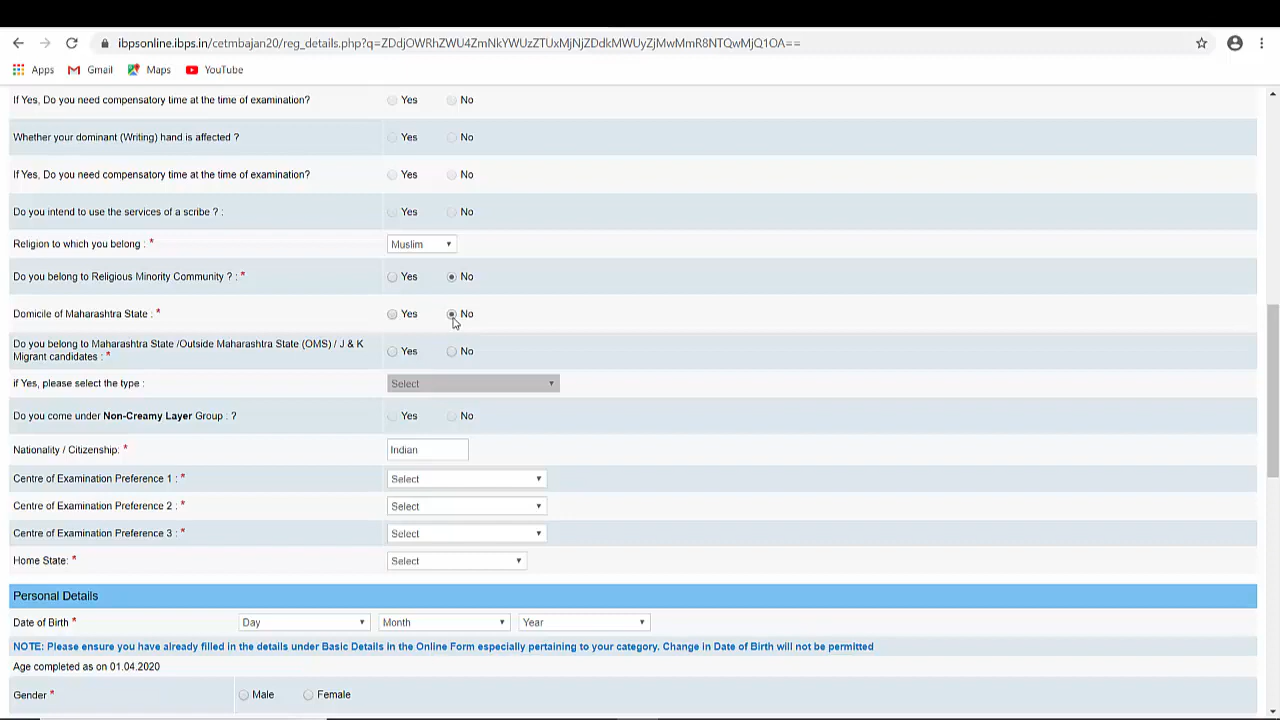 ibpsonline.ibps.in/cetmbajan20/reg_details.php?q=ZDdjOWRhZWU4ZmNkYWUzZTUxMjNjZDdkMWUyZjMwMmR8NTQwMjQ1OA==
Apps Gmail Maps YouTube
If Yes, Do you need compensatory time at the time of examination? Yes No
Whether your dominant (Writing) hand is affected ? Yes No
If Yes, Do you need compensatory time at the time of examination? Yes No
Do you intend to use the services of a scribe ? : Yes No
Religion to which you belong : * Muslim
Do you belong to Religious Minority Community ? : * Yes No
Domicile of Maharashtra State : * Yes No
Do you belong to Maharashtra State /Outside Maharashtra State (OMS) / J & K
Migrant candidates : * Yes No
if Yes, please select the type : Select
Do you come under Non-Creamy Layer Group : ? Yes No
Nationality / Citizenship: * Indian
Centre of Examination Preference 1 : * Select
Centre of Examination Preference 2 : * Select
Centre of Examination Preference 3 : * Select
Home State: * Select
Personal Details
Date of Birth * Day Month Year
NOTE: Please ensure you have already filled in the details under Basic Details in the Online Form especially pertaining to your category. Change in Date of Birth will not be permitted
Age completed as on 01.04.2020
Gender * Male Female